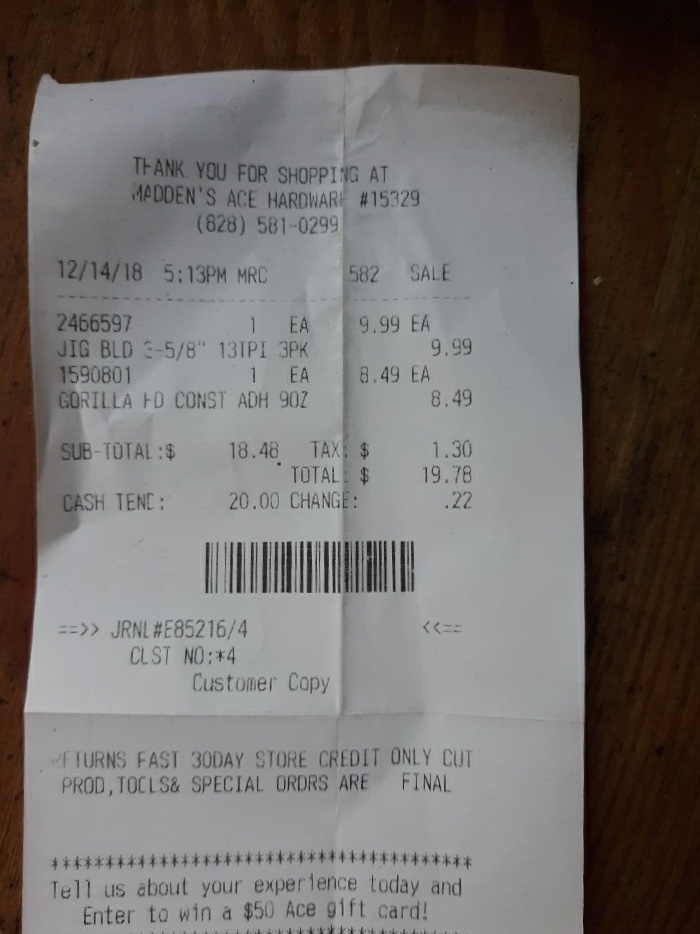 THANK YOU FOR SHOPPING AT
MADDEN'S ACE HARDWARE #15329
(828) 581-0299
12/14/18 5:13PM MRC 582 SALE
2466597 1 EA 9.99 EA
JIG BLD 3-5/8" 13TPI 3PK 9.99
1590801 1 EA 8.49 EA
GORILLA HD CONST ADH 9OZ 8.49
SUB-TOTAL:$ 18.48 TAX: $ 1.30
TOTAL: $ 19.78
CASH TEND: 20.00 CHANGE: .22
==>> JRNL#E85216/4 <<==
CUST NO:*4
Customer Copy
RETURNS PAST 30DAY STORE CREDIT ONLY CUT
PROD,TOOLS& SPECIAL ORDRS ARE FINAL
****************************************
Tell us about your experience today and
Enter to win a $50 Ace gift card!